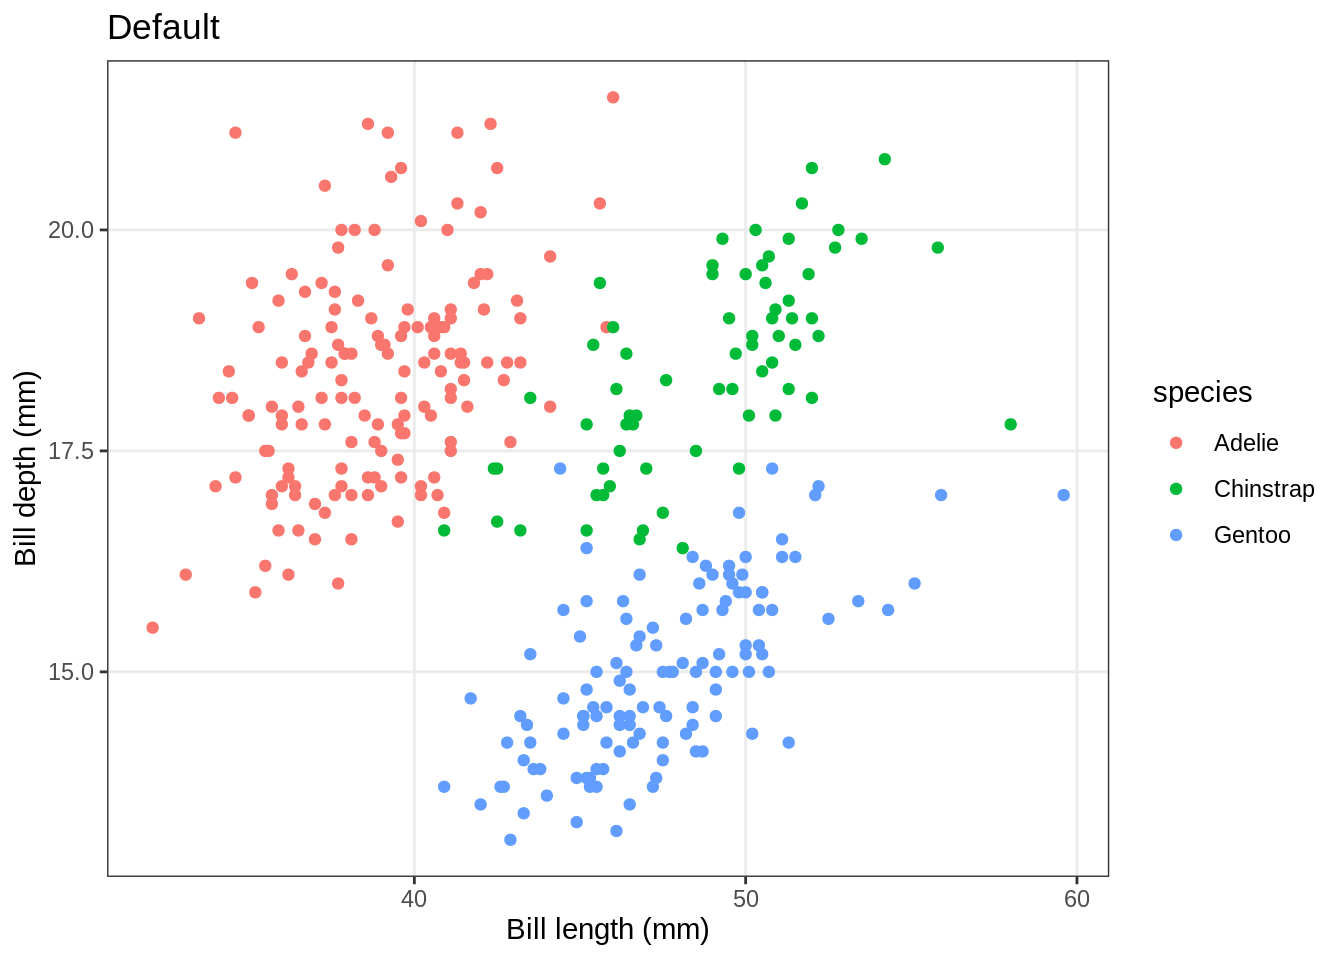 Default
Bill depth (mm)
20.0
17.5
15.0
40
50
60
Bill length (mm)
species
Adelie
Chinstrap
Gentoo